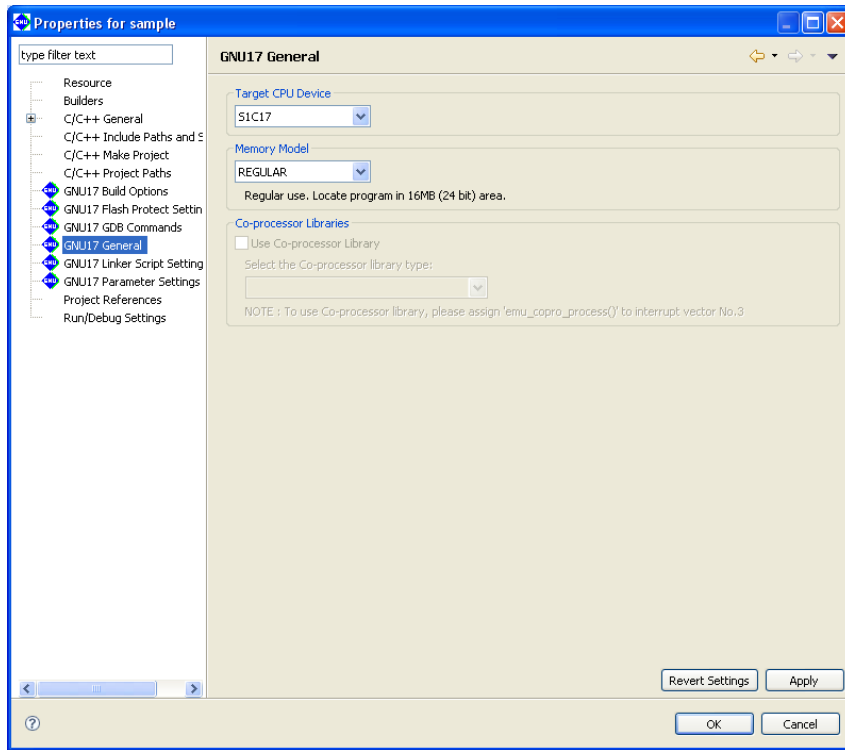 Properties for sample
type filter text
Resource
Builders
C/C++ General
C/C++ Include Paths and S
C/C++ Make Project
C/C++ Project Paths
GNU17 Build Options
GNU17 Flash Protect Settin
GNU17 GDB Commands
GNU17 General
GNU17 Linker Script Setting
GNU17 Parameter Settings
Project References
Run/Debug Settings
GNU17 General
Target CPU Device
S1C17
Memory Model
REGULAR
Regular use. Locate program in 16MB (24 bit) area.
Co-processor Libraries
Use Co-processor Library
Select the Co-processor library type:
NOTE : To use Co-processor library, please assign 'emu_copro_process()' to interrupt vector No.3
Revert Settings
Apply
OK
Cancel